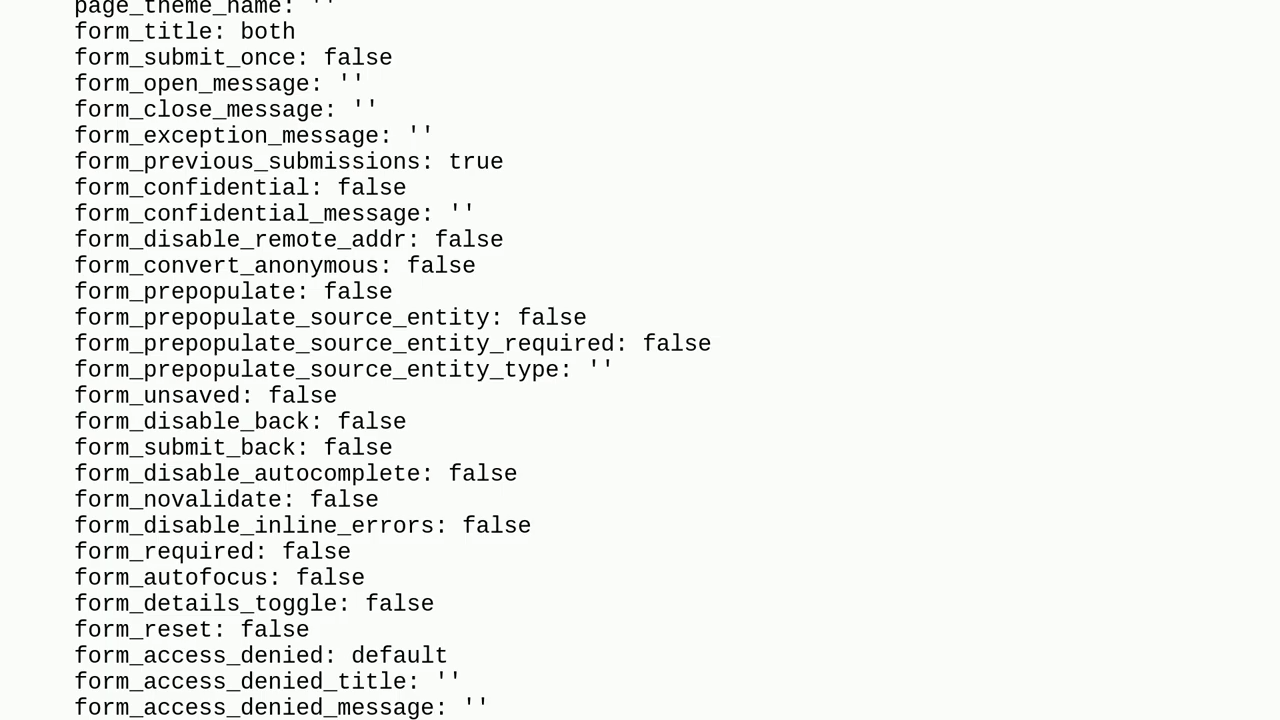 page_theme_name: ''
form_title: both
form_submit_once: false
form_open_message: ''
form_close_message: ''
form_exception_message: ''
form_previous_submissions: true
form_confidential: false
form_confidential_message: ''
form_disable_remote_addr: false
form_convert_anonymous: false
form_prepopulate: false
form_prepopulate_source_entity: false
form_prepopulate_source_entity_required: false
form_prepopulate_source_entity_type: ''
form_unsaved: false
form_disable_back: false
form_submit_back: false
form_disable_autocomplete: false
form_novalidate: false
form_disable_inline_errors: false
form_required: false
form_autofocus: false
form_details_toggle: false
form_reset: false
form_access_denied: default
form_access_denied_title: ''
form_access_denied_message: ''